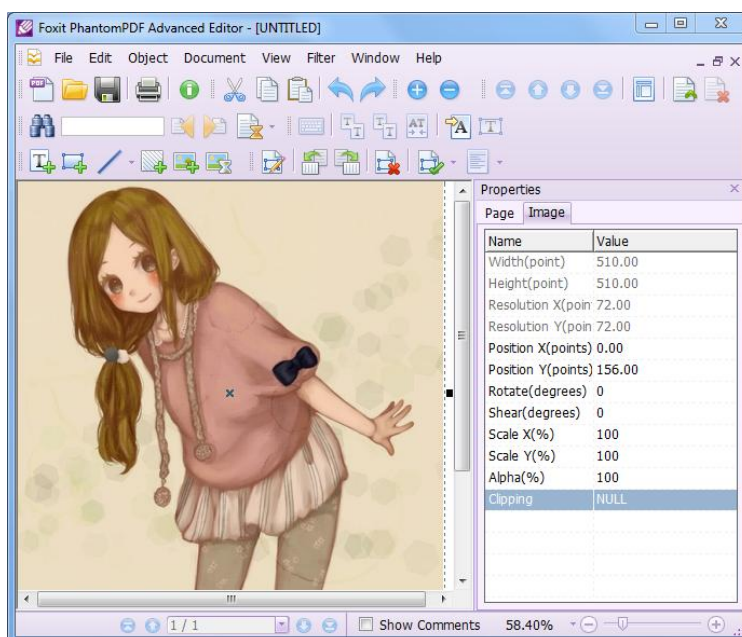 Foxit PhantomPDF Advanced Editor - [UNTITLED]
File Edit Object Document View Filter Window Help
Properties
Page Image
Name Value
Width(point) 510.00
Height(point) 510.00
Resolution X(poin 72.00
Resolution Y(poin 72.00
Position X(points) 0.00
Position Y(points) 156.00
Rotate(degrees) 0
Shear(degrees) 0
Scale X(%) 100
Scale Y(%) 100
Alpha(%) 100
Clipping NULL
1 / 1 Show Comments 58.40%